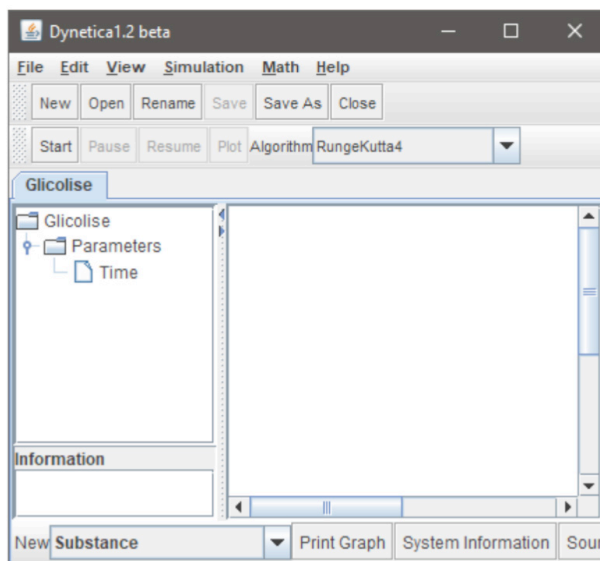 Dynetica1.2 beta
File Edit View Simulation Math Help
New Open Rename Save Save As Close
Start Pause Resume Plot Algorithm RungeKutta4
Glicolise
Glicolise
Parameters
Time
Information
New Substance Print Graph System Information Sour